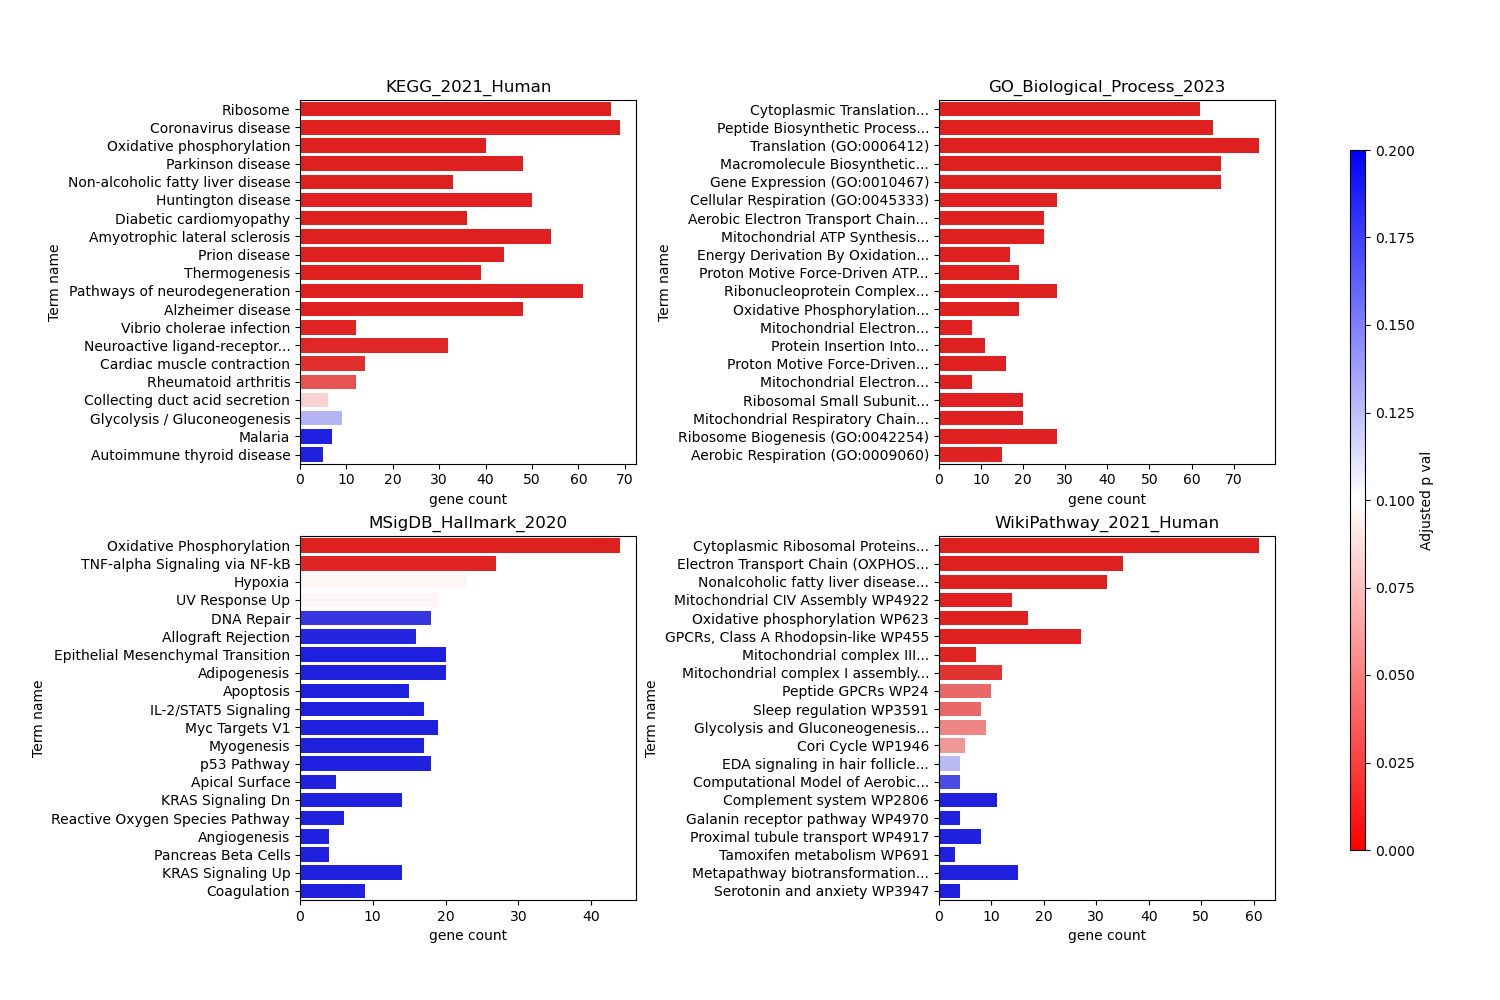 KEGG_2021_Human
Term name
Ribosome
Coronavirus disease
Oxidative phosphorylation
Parkinson disease
Non-alcoholic fatty liver disease
Huntington disease
Diabetic cardiomyopathy
Amyotrophic lateral sclerosis
Prion disease
Thermogenesis
Pathways of neurodegeneration
Alzheimer disease
Vibrio cholerae infection
Neuroactive ligand-receptor...
Cardiac muscle contraction
Rheumatoid arthritis
Collecting duct acid secretion
Glycolysis / Gluconeogenesis
Malaria
Autoimmune thyroid disease
0 10 20 30 40 50 60 70
gene count
GO_Biological_Process_2023
Term name
Cytoplasmic Translation...
Peptide Biosynthetic Process...
Translation (GO:0006412)
Macromolecule Biosynthetic...
Gene Expression (GO:0010467)
Cellular Respiration (GO:0045333)
Aerobic Electron Transport Chain...
Mitochondrial ATP Synthesis...
Energy Derivation By Oxidation...
Proton Motive Force-Driven ATP...
Ribonucleoprotein Complex...
Oxidative Phosphorylation...
Mitochondrial Electron...
Protein Insertion Into...
Proton Motive Force-Driven...
Mitochondrial Electron...
Ribosomal Small Subunit...
Mitochondrial Respiratory Chain...
Ribosome Biogenesis (GO:0042254)
Aerobic Respiration (GO:0009060)
0 10 20 30 40 50 60 70
gene count
MSigDB_Hallmark_2020
Term name
Oxidative Phosphorylation
TNF-alpha Signaling via NF-kB
Hypoxia
UV Response Up
DNA Repair
Allograft Rejection
Epithelial Mesenchymal Transition
Adipogenesis
Apoptosis
IL-2/STAT5 Signaling
Myc Targets V1
Myogenesis
p53 Pathway
Apical Surface
KRAS Signaling Dn
Reactive Oxygen Species Pathway
Angiogenesis
Pancreas Beta Cells
KRAS Signaling Up
Coagulation
0 10 20 30 40
gene count
WikiPathway_2021_Human
Term name
Cytoplasmic Ribosomal Proteins...
Electron Transport Chain (OXPHOS...
Nonalcoholic fatty liver disease...
Mitochondrial CIV Assembly WP4922
Oxidative phosphorylation WP623
GPCRs, Class A Rhodopsin-like WP455
Mitochondrial complex III...
Mitochondrial complex I assembly...
Peptide GPCRs WP24
Sleep regulation WP3591
Glycolysis and Gluconeogenesis...
Cori Cycle WP1946
EDA signaling in hair follicle...
Computational Model of Aerobic...
Complement system WP2806
Galanin receptor pathway WP4970
Proximal tubule transport WP4917
Tamoxifen metabolism WP691
Metapathway biotransformation...
Serotonin and anxiety WP3947
0 10 20 30 40 50 60
gene count
0.200
0.175
0.150
0.125
0.100
0.075
0.050
0.025
0.000
Adjusted p val